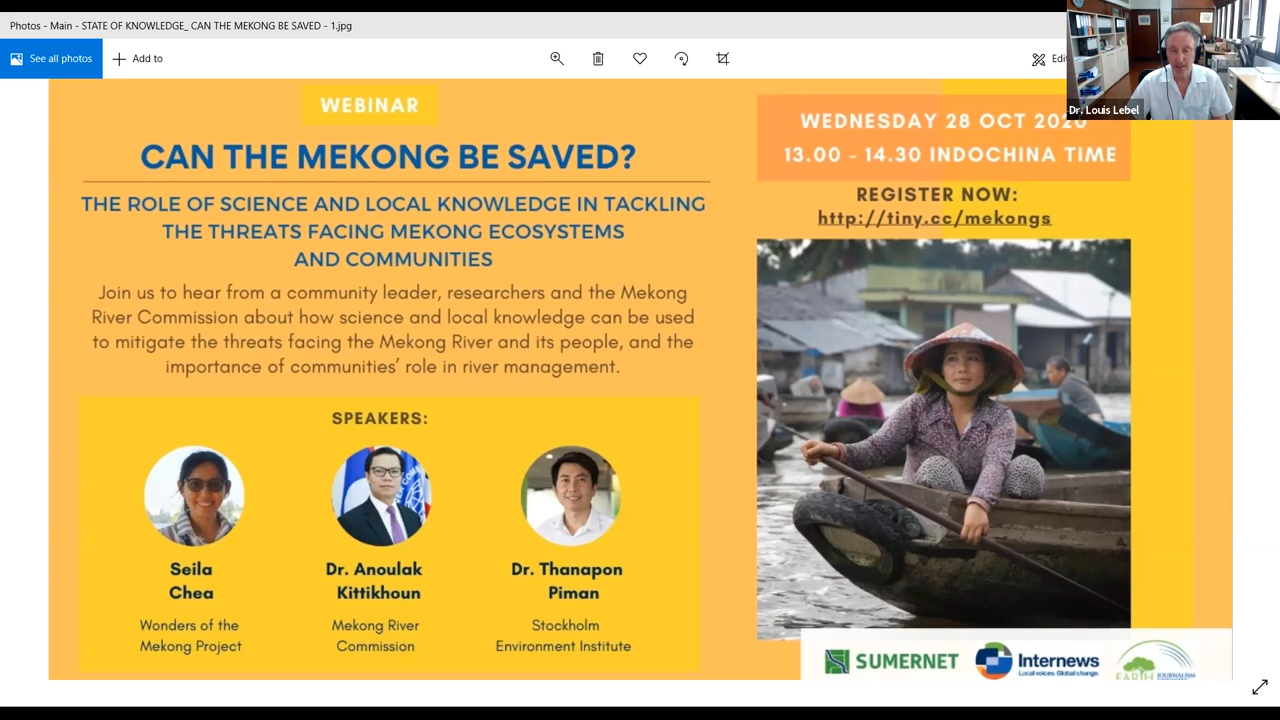 Photos - Main - STATE OF KNOWLEDGE_ CAN THE MEKONG BE SAVED - 1.jpg
See all photos
Add to
Dr. Louis Lebel
WEBINAR
CAN THE MEKONG BE SAVED?
THE ROLE OF SCIENCE AND LOCAL KNOWLEDGE IN TACKLING
THE THREATS FACING MEKONG ECOSYSTEMS
AND COMMUNITIES
Join us to hear from a community leader, researchers and the Mekong
River Commission about how science and local knowledge can be used
to mitigate the threats facing the Mekong River and its people, and the
importance of communities’ role in river management.
WEDNESDAY 28 OCT 2020
13.00 - 14.30 INDOCHINA TIME
REGISTER NOW:
http://tiny.cc/mekongs
SPEAKERS:
Seila
Chea
Wonders of the
Mekong Project
Dr. Anoulak
Kittikhoun
Mekong River
Commission
Dr. Thanapon
Piman
Stockholm
Environment Institute
SUMERNET
Internews
Local voices. Global change.
EARTH JOURNALISM